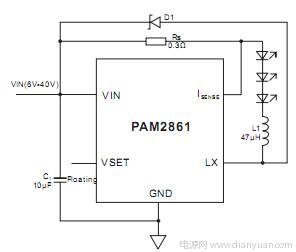 D1
Rs
0.3Ω
VIN(6V-40V)
VIN
ISENSE
PAM2861
L1
47μH
VSET
LX
C1
10μF
Floating
GND
电源网 www.dianyuan.com